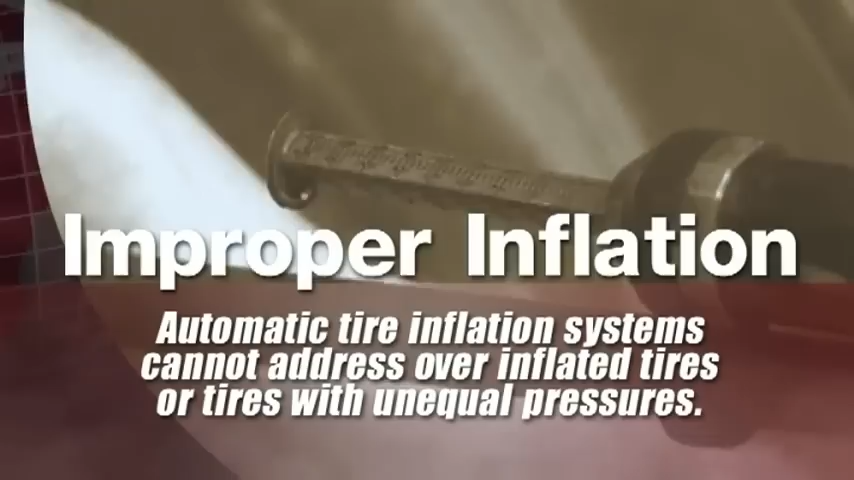 Improper Inflation
Automatic tire inflation systems
cannot address over inflated tires
or tires with unequal pressures.